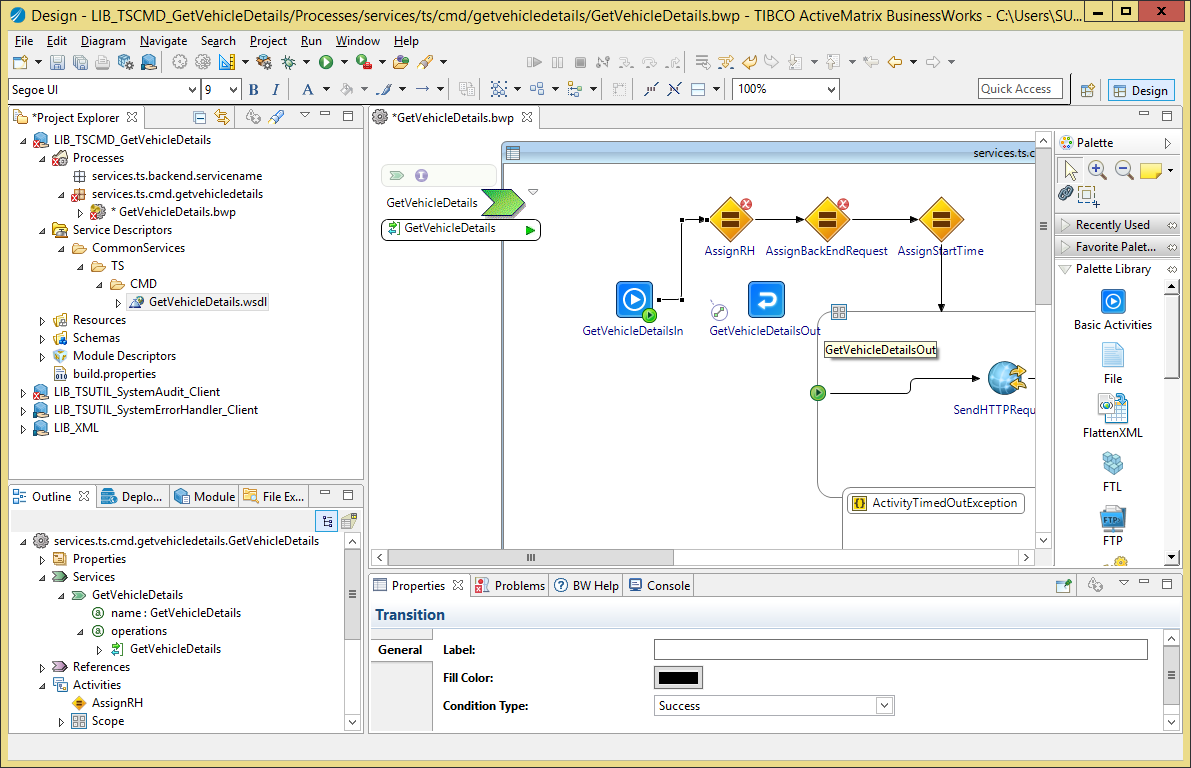 Design - LIB_TSCMD_GetVehicleDetails/Processes/services/ts/cmd/getvehicledetails/GetVehicleDetails.bwp - TIBCO ActiveMatrix BusinessWorks - C:\Users\SU...
File Edit Diagram Navigate Search Project Run Window Help
Segoe UI 9 B I A 100% Quick Access Design
*Project Explorer
LIB_TSCMD_GetVehicleDetails
Processes
services.ts.backend.servicename
services.ts.cmd.getvehicledetails
* GetVehicleDetails.bwp
Service Descriptors
CommonServices
TS
CMD
GetVehicleDetails.wsdl
Resources
Schemas
Module Descriptors
build.properties
LIB_TSUTIL_SystemAudit_Client
LIB_TSUTIL_SystemErrorHandler_Client
LIB_XML
*GetVehicleDetails.bwp
services.ts.c
GetVehicleDetails
GetVehicleDetails
AssignRH AssignBackEndRequest AssignStartTime
GetVehicleDetailsIn GetVehicleDetailsOut
GetVehicleDetailsOut
SendHTTPRequ
ActivityTimedOutException
Palette
Recently Used
Favorite Palet...
Palette Library
Basic Activities
File
FlattenXML
FTL
FTP
FTP
Outline Deplo... Module File Ex...
services.ts.cmd.getvehicledetails.GetVehicleDetails
Properties
Services
GetVehicleDetails
name : GetVehicleDetails
operations
GetVehicleDetails
References
Activities
AssignRH
Scope
Properties Problems BW Help Console
Transition
General
Label:
Fill Color:
Condition Type: Success